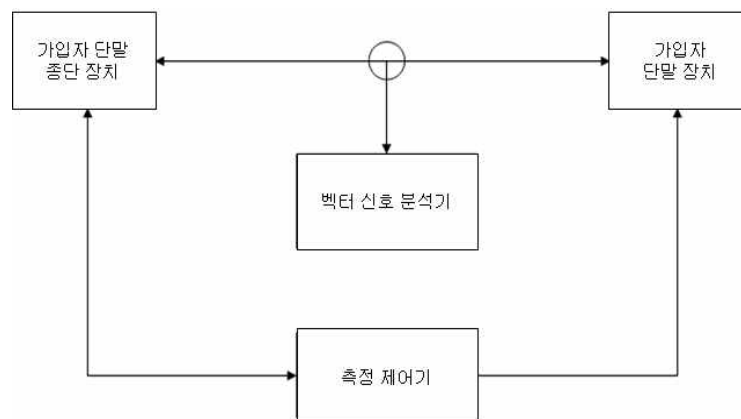 가입자 단말
종단 장치
가입자
단말 장치
벡터 신호 분석기
측정 제어기